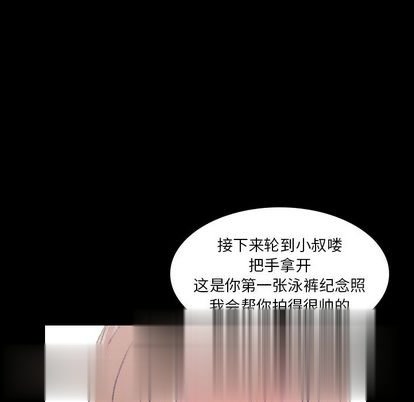 接下来轮到小叔喽
把手拿开
这是你第一张泳裤纪念照
我会帮你拍得很帅的